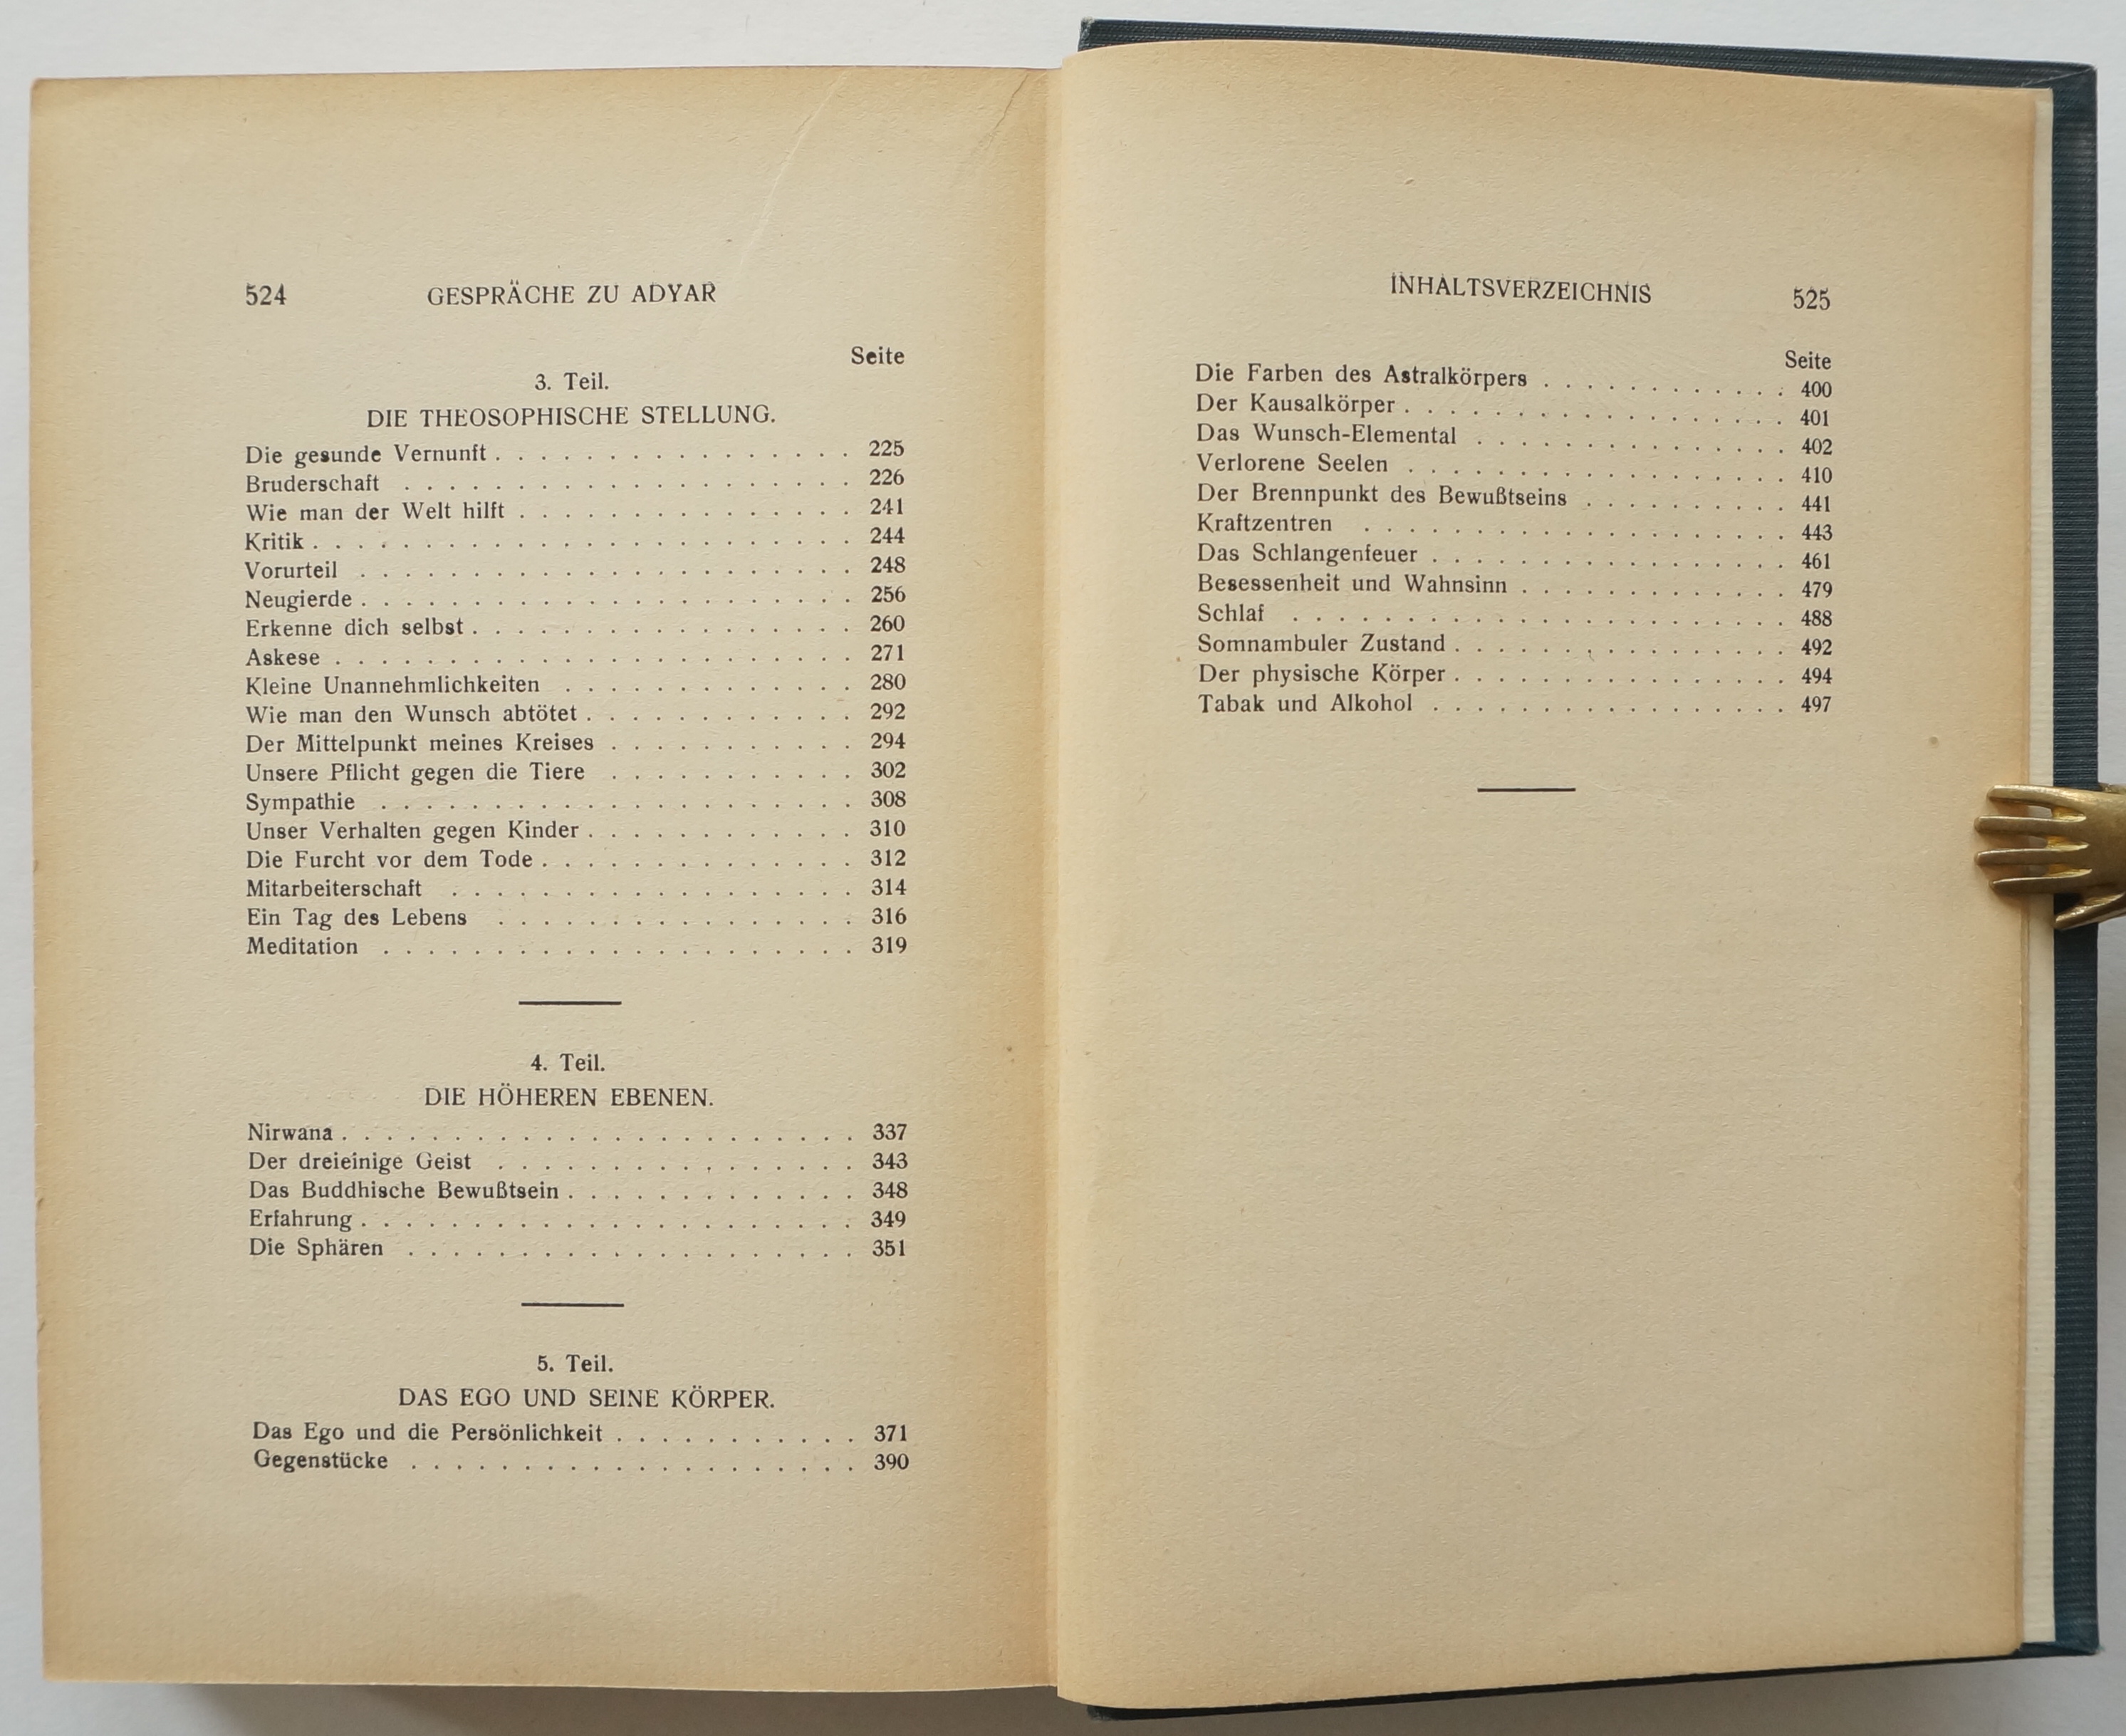 524 GESPRÄCHE ZU ADYAR
Seite
3. Teil.
DIE THEOSOPHISCHE STELLUNG.
Die gesunde Vernunft . . . . . . . . . . . . . . . . 225
Bruderschaft . . . . . . . . . . . . . . . . . . . . 226
Wie man der Welt hilft . . . . . . . . . . . . . . . 241
Kritik . . . . . . . . . . . . . . . . . . . . . . . . 244
Vorurteil . . . . . . . . . . . . . . . . . . . . . . 248
Neugierde . . . . . . . . . . . . . . . . . . . . . . 256
Erkenne dich selbst . . . . . . . . . . . . . . . . . 260
Askese . . . . . . . . . . . . . . . . . . . . . . . 271
Kleine Unannehmlichkeiten . . . . . . . . . . . . . 280
Wie man den Wunsch abtötet . . . . . . . . . . . . 292
Der Mittelpunkt meines Kreises . . . . . . . . . . . 294
Unsere Pflicht gegen die Tiere . . . . . . . . . . . 302
Sympathie . . . . . . . . . . . . . . . . . . . . . 308
Unser Verhalten gegen Kinder . . . . . . . . . . . . 310
Die Furcht vor dem Tode . . . . . . . . . . . . . . 312
Mitarbeiterschaft . . . . . . . . . . . . . . . . . . 314
Ein Tag des Lebens . . . . . . . . . . . . . . . . 316
Meditation . . . . . . . . . . . . . . . . . . . . . 319
4. Teil.
DIE HÖHEREN EBENEN.
Nirwana . . . . . . . . . . . . . . . . . . . . . . . 337
Der dreieinige Geist . . . . . . . . . . . . . . . . 343
Das Buddhische Bewußtsein . . . . . . . . . . . . . 348
Erfahrung . . . . . . . . . . . . . . . . . . . . . . 349
Die Sphären . . . . . . . . . . . . . . . . . . . . 351
5. Teil.
DAS EGO UND SEINE KÖRPER.
Das Ego und die Persönlichkeit . . . . . . . . . . . 371
Gegenstücke . . . . . . . . . . . . . . . . . . . . 390
INHALTSVERZEICHNIS 525
Seite
Die Farben des Astralkörpers . . . . . . . . . . . 400
Der Kausalkörper . . . . . . . . . . . . . . . . . 401
Das Wunsch-Elemental . . . . . . . . . . . . . . 402
Verlorene Seelen . . . . . . . . . . . . . . . . . 410
Der Brennpunkt des Bewußtseins . . . . . . . . . 441
Kraftzentren . . . . . . . . . . . . . . . . . . . 443
Das Schlangenfeuer . . . . . . . . . . . . . . . . 461
Besessenheit und Wahnsinn . . . . . . . . . . . . 479
Schlaf . . . . . . . . . . . . . . . . . . . . . . 488
Somnambuler Zustand . . . . . . . . . . . . . . . 492
Der physische Körper . . . . . . . . . . . . . . . 494
Tabak und Alkohol . . . . . . . . . . . . . . . . 497